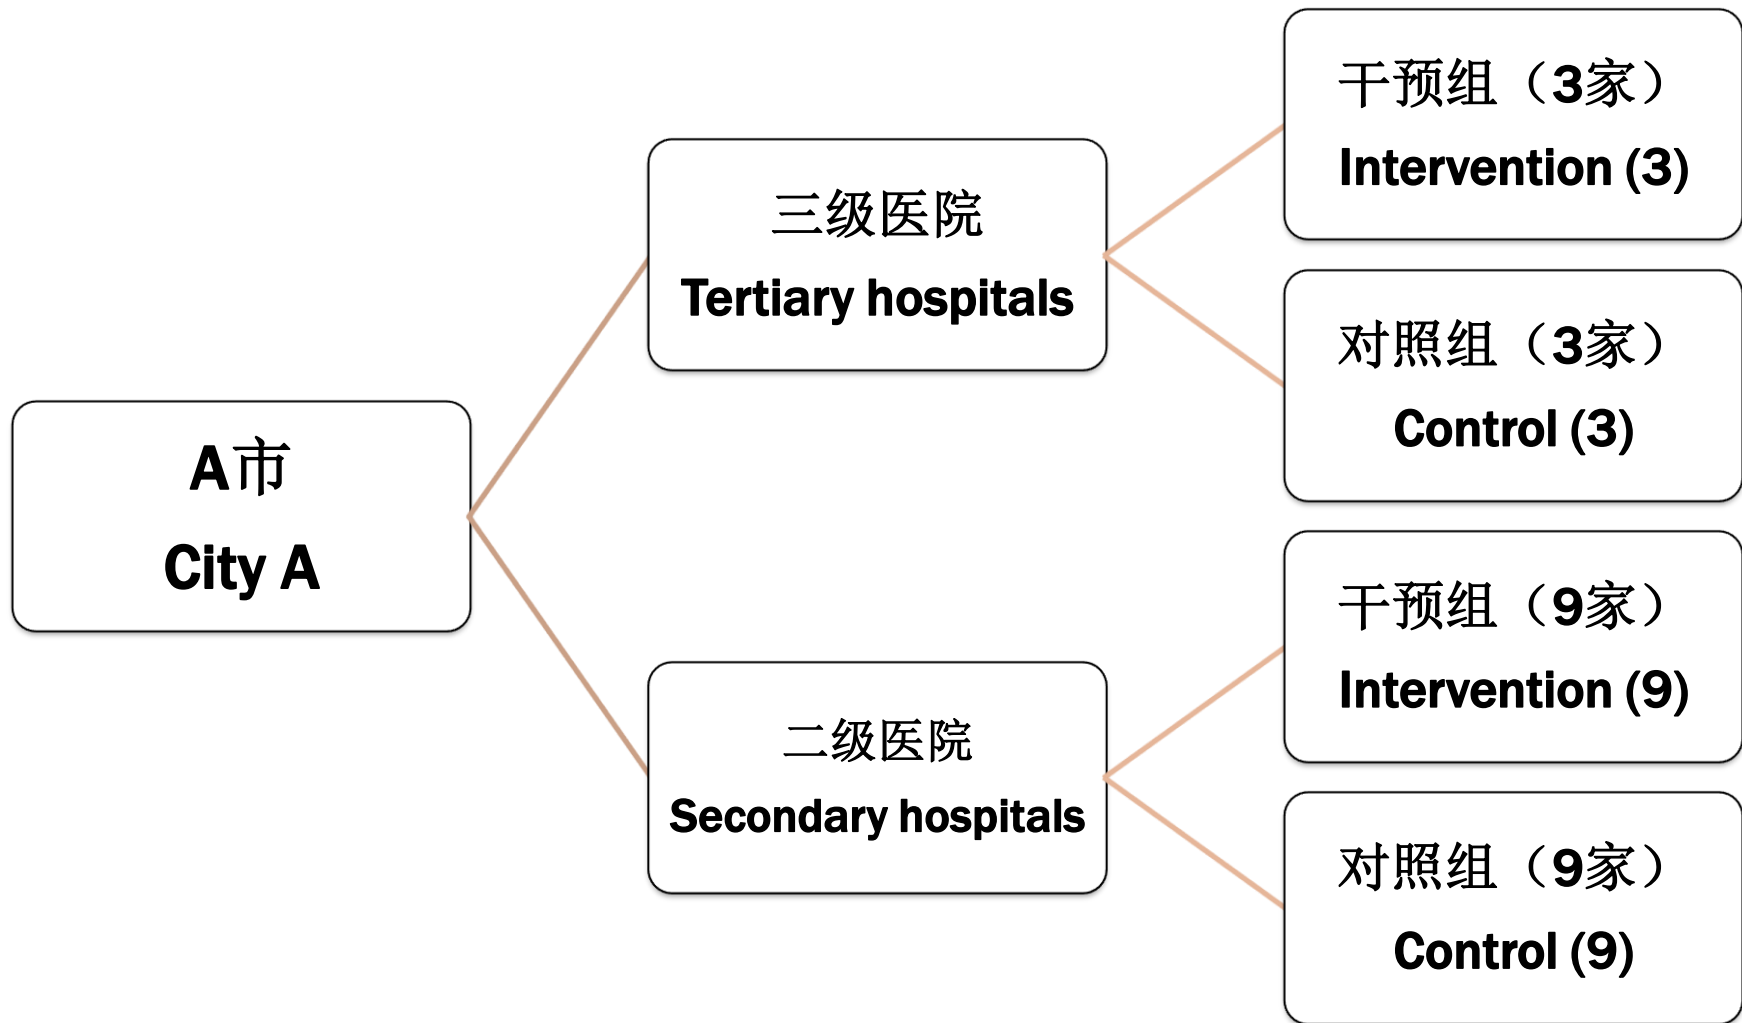 A市
City A
三级医院
Tertiary hospitals
二级医院
Secondary hospitals
干预组（3家）
Intervention (3)
对照组（3家）
Control (3)
干预组（9家）
Intervention (9)
对照组（9家）
Control (9)